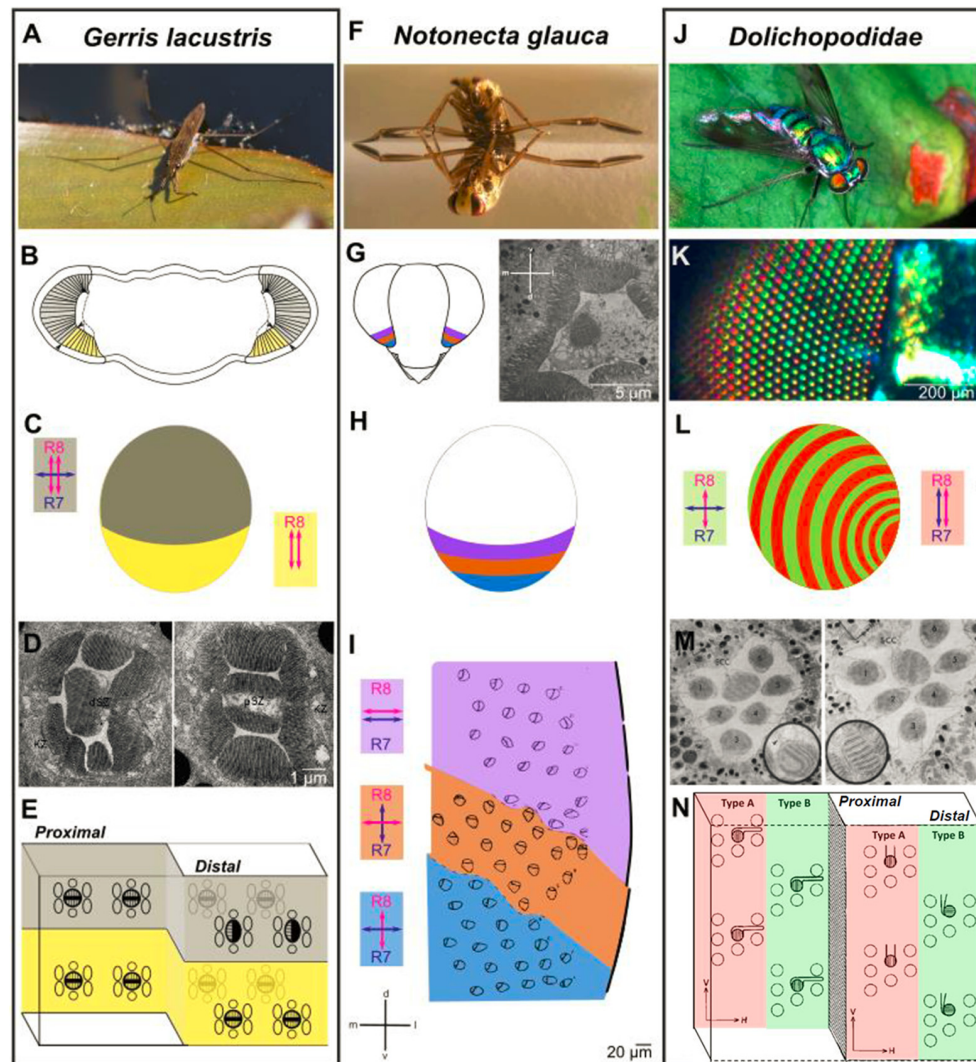 A Gerris lacustris
F Notonecta glauca
J Dolichopodidae
B
G
m l
5 µm
K
200 µm
C
R8
R7
R8
H
L
R8
R7
R8
R7
D
dSZ
KZ
pSZ
KZ
1 µm
I
R8
R7
R8
R7
R8
R7
d
m l
v
20 µm
M
SCC
SCC
E
Proximal
Distal
N
Type A
Type B
Proximal
Distal
Type A
Type B
V
H
V
H